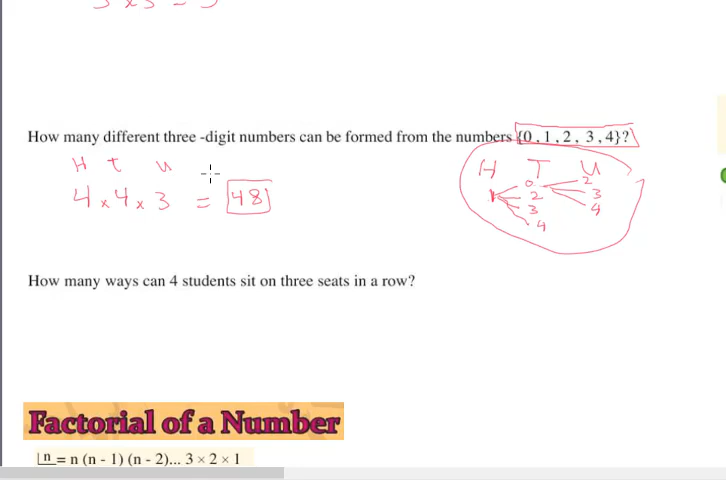 How many different three -digit numbers can be formed from the numbers {0 , 1 , 2 , 3 , 4}?
H T U
4 × 4 × 3 = 48
H T U
0 2
1 2 3
3 4
4
How many ways can 4 students sit on three seats in a row?
Factorial of a Number
⌊n = n (n - 1) (n - 2)... 3 × 2 × 1